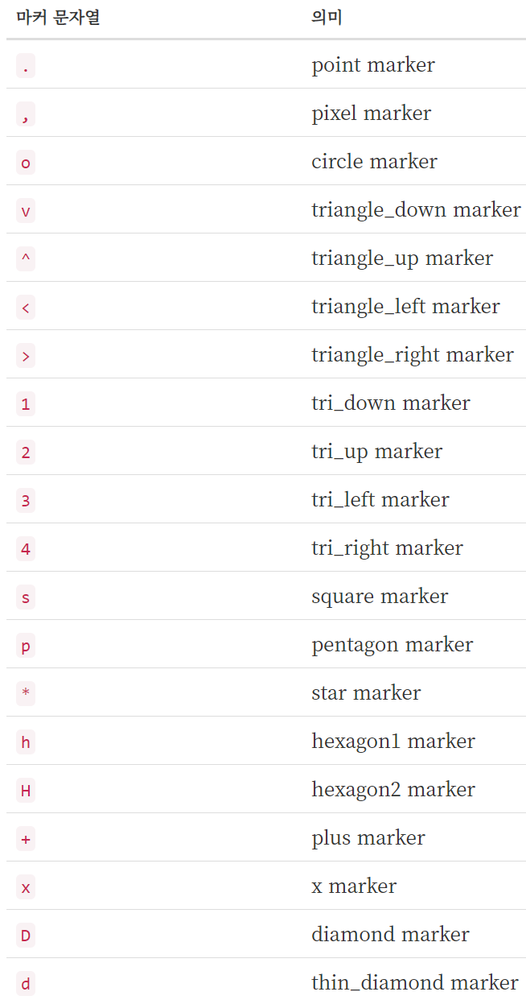 마커 문자열 의미
. point marker
, pixel marker
o circle marker
v triangle_down marker
^ triangle_up marker
< triangle_left marker
> triangle_right marker
1 tri_down marker
2 tri_up marker
3 tri_left marker
4 tri_right marker
s square marker
p pentagon marker
* star marker
h hexagon1 marker
H hexagon2 marker
+ plus marker
x x marker
D diamond marker
d thin_diamond marker